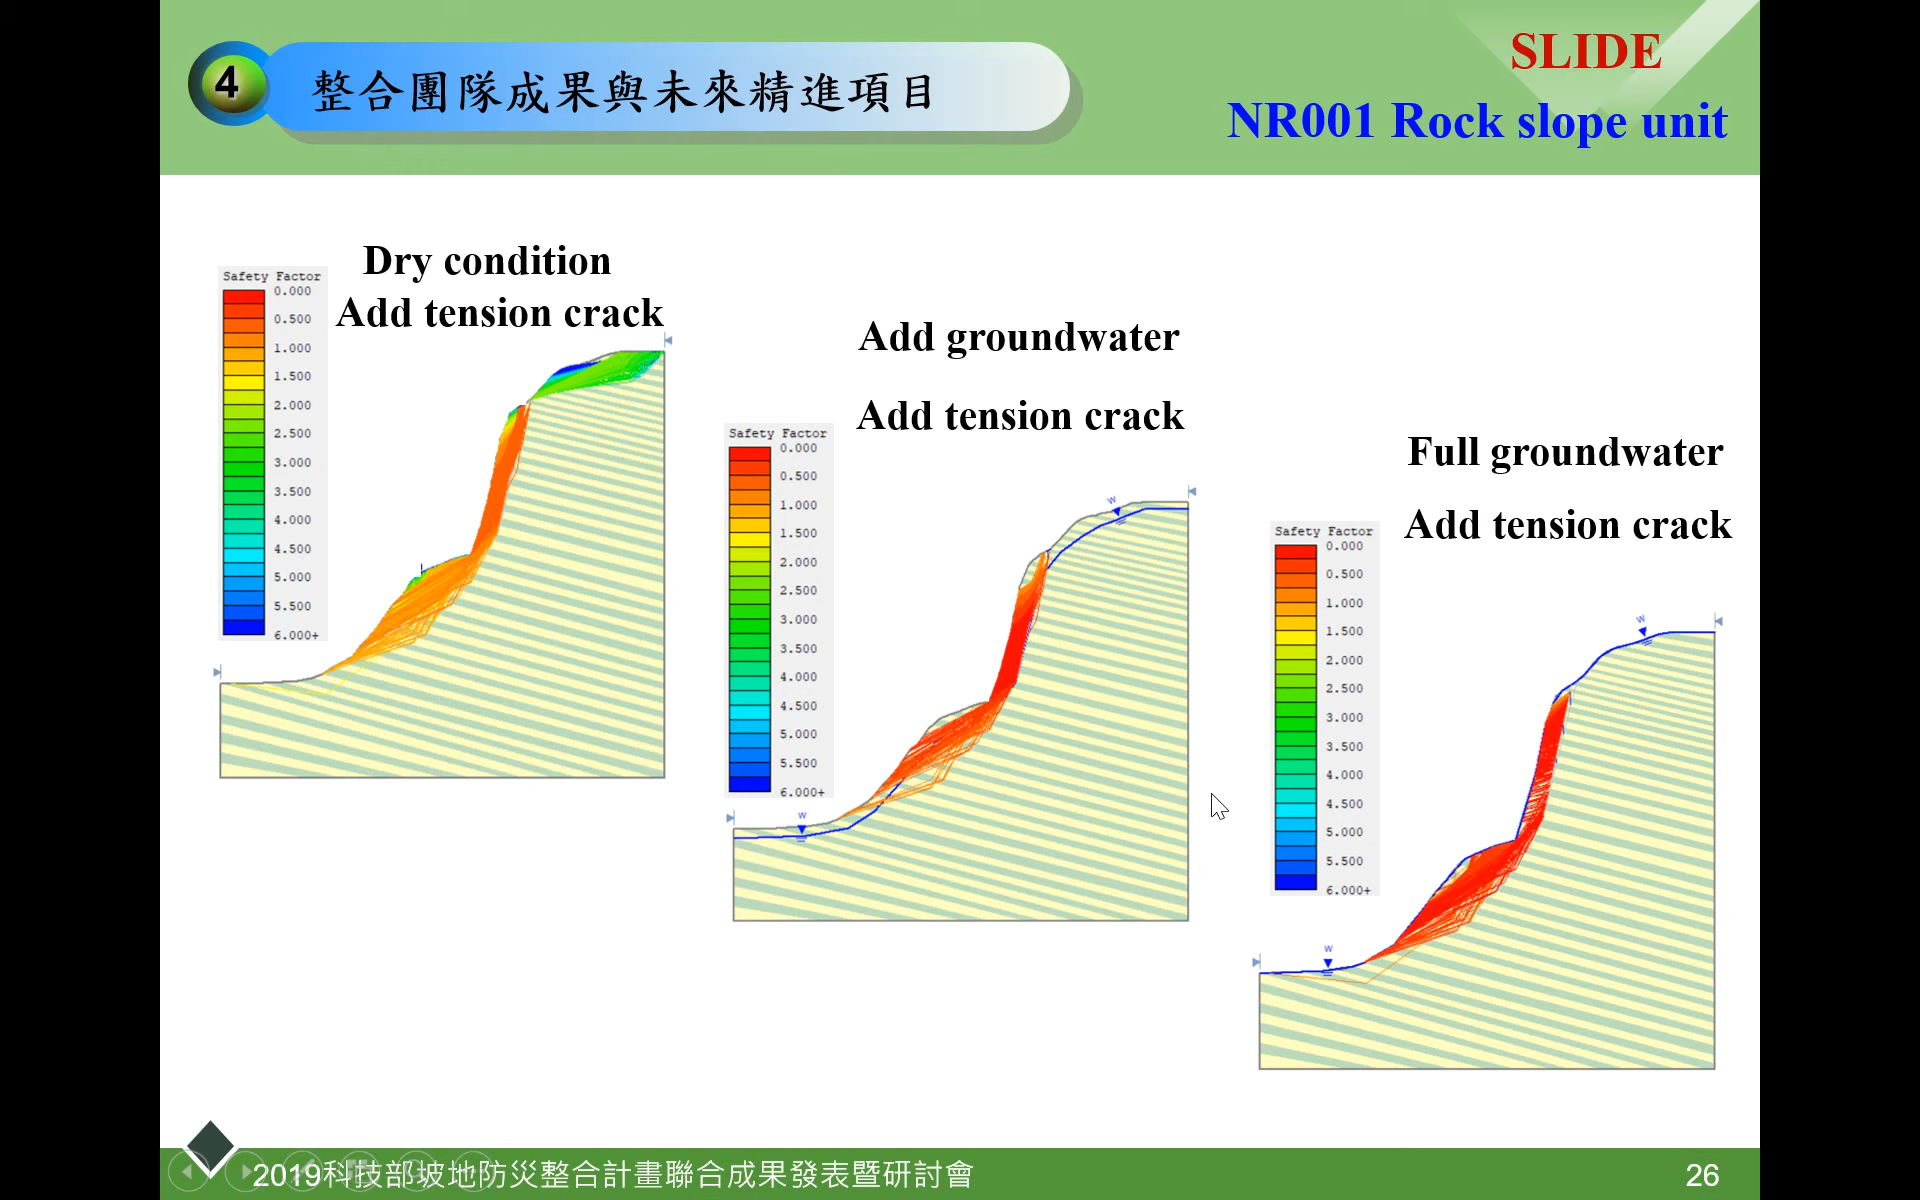 4
整合團隊成果與未來精進項目
SLIDE
NR001 Rock slope unit
Dry condition
Add tension crack
Safety Factor
0.000
0.500
1.000
1.500
2.000
2.500
3.000
3.500
4.000
4.500
5.000
5.500
6.000+
Add groundwater
Add tension crack
Safety Factor
0.000
0.500
1.000
1.500
2.000
2.500
3.000
3.500
4.000
4.500
5.000
5.500
6.000+
W
W
Full groundwater
Add tension crack
Safety Factor
0.000
0.500
1.000
1.500
2.000
2.500
3.000
3.500
4.000
4.500
5.000
5.500
6.000+
W
W
2019科技部坡地防災整合計畫聯合成果發表暨研討會
26